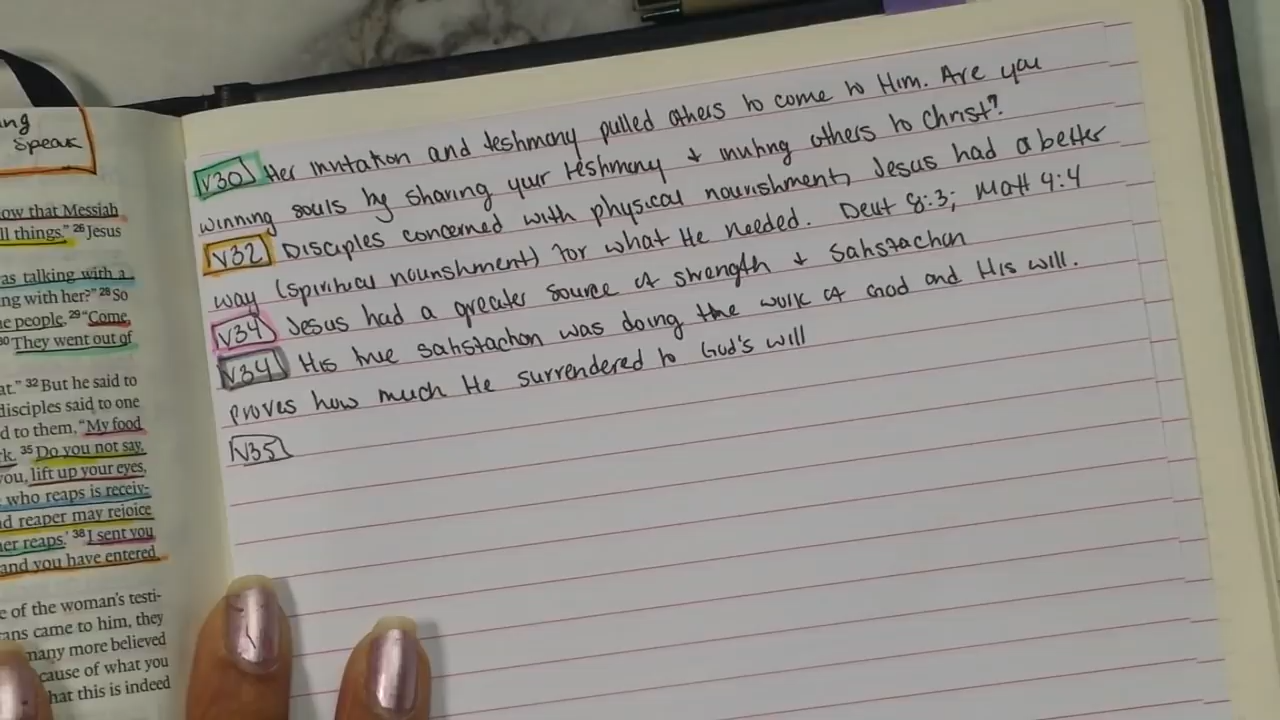 ng
speak
ow that Messiah
ll things." 26 Jesus
as talking with a
ng with her?" 28 So
e people, 29 "Come,
30 They went out of
at." 32 But he said to
disciples said to one
d to them, "My food
k. 35 Do you not say,
you, lift up your eyes,
who reaps is receiv-
d reaper may rejoice
er reaps.' 38 I sent you
and you have entered
e of the woman's testi-
ans came to him, they
many more believed
cause of what you
hat this is indeed
V30 Her invitation and testimony pulled others to come to Him. Are you
winning souls by sharing your testimony + inviting others to Christ?
V32 Disciples concerned with physical nourishment, Jesus had a better
way (spiritual nourishment) for what He needed. Deut 8:3; Matt 4:4
V34 Jesus had a greater source of strength + satisfaction
V34 His true satisfaction was doing the work of God and His will.
proves how much He surrendered to God's will
V35